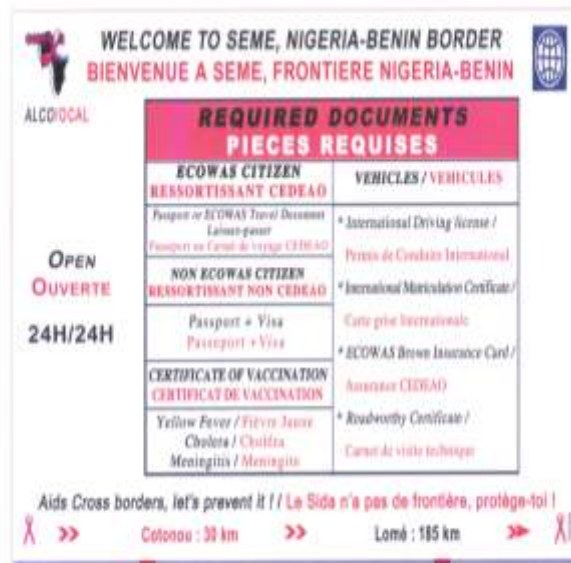 WELCOME TO SEME, NIGERIA-BENIN BORDER
BIENVENUE A SEME, FRONTIERE NIGERIA-BENIN
ALCO/OCAL
REQUIRED DOCUMENTS
PIECES REQUISES
ECOWAS CITIZEN
RESSORTISSANT CEDEAO
Passport or ECOWAS Travel Document
Laissez-passer
Passeport ou Carnet de voyage CEDEAO
NON ECOWAS CITIZEN
RESSORTISSANT NON CEDEAO
Passport + Visa
Passeport + Visa
CERTIFICATE OF VACCINATION
CERTIFICAT DE VACCINATION
Yellow Fever / Fièvre Jaune
Cholera / Choléra
Meningitis / Meningite
VEHICLES / VEHICULES
* International Driving license /
Permis de Conduire International
* International Matriculation Certificate /
Carte grise Internationale
* ECOWAS Brown Insurance Card /
Assurance CEDEAO
* Roadworthy Certificate /
Carnet de visite technique
OPEN
OUVERTE
24H/24H
Aids Cross borders, let's prevent it ! / Le Sida n'a pas de frontière, protège-toi !
Cotonou : 30 km
Lomé : 185 km